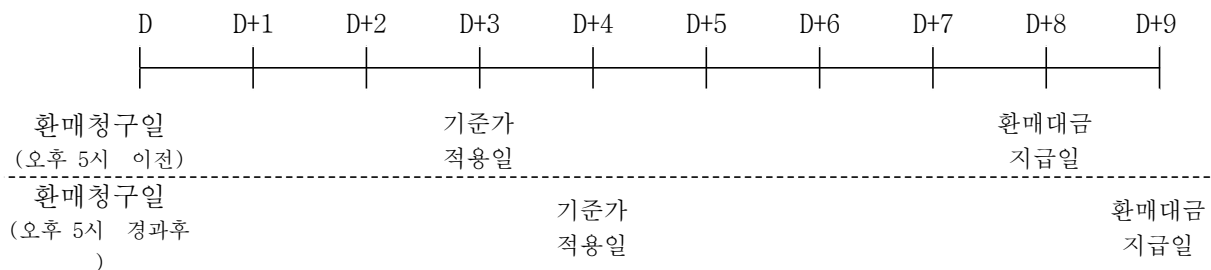 D D+1 D+2 D+3 D+4 D+5 D+6 D+7 D+8 D+9
환매청구일 기준가 환매대금
(오후 5시 이전) 적용일 지급일
환매청구일 기준가 환매대금
(오후 5시 경과후 적용일 지급일
)